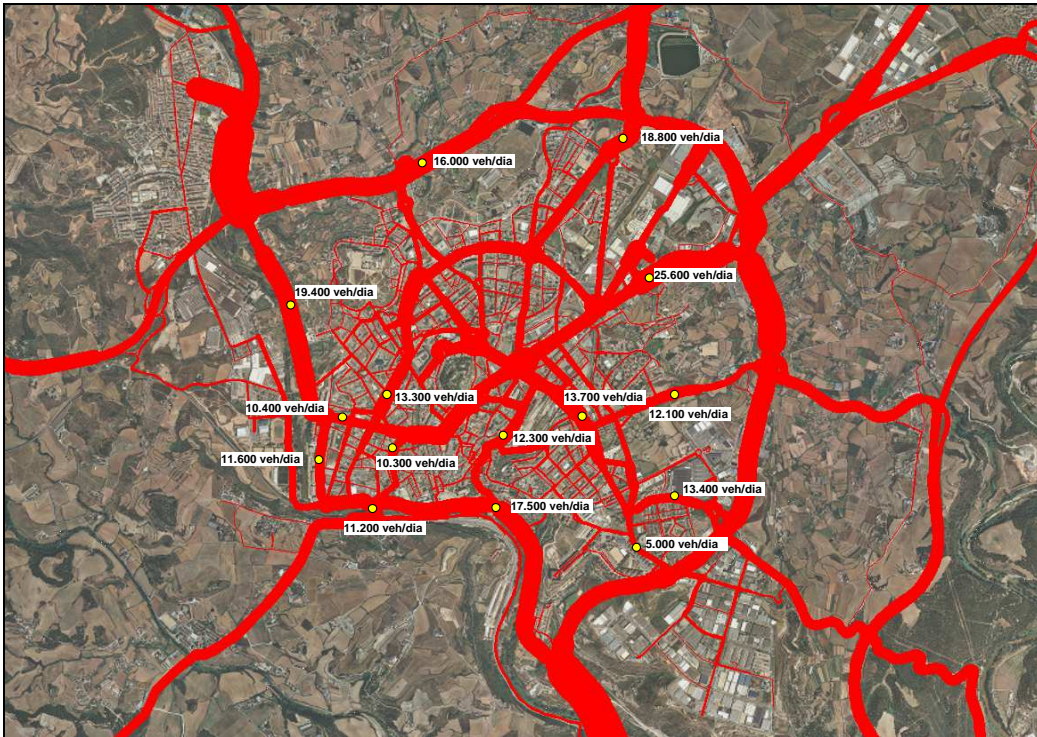 18.800 veh/dia
16.000 veh/dia
25.600 veh/dia
19.400 veh/dia
13.300 veh/dia
13.700 veh/dia
10.400 veh/dia
12.100 veh/dia
12.300 veh/dia
11.600 veh/dia
10.300 veh/dia
13.400 veh/dia
17.500 veh/dia
11.200 veh/dia
5.000 veh/dia